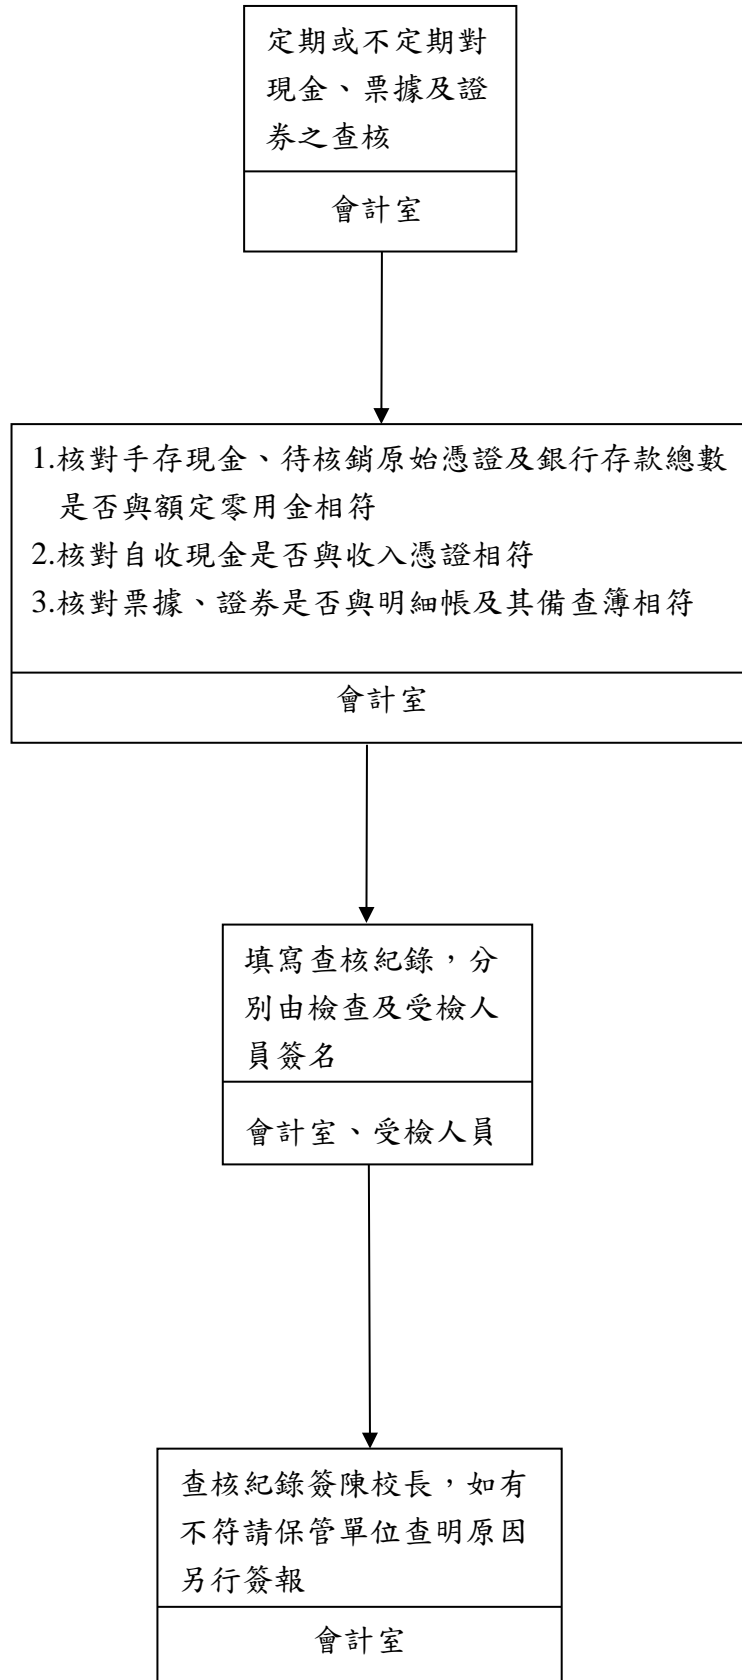 定期或不定期對
現金、票據及證
券之查核
會計室
1.核對手存現金、待核銷原始憑證及銀行存款總數
是否與額定零用金相符
2.核對自收現金是否與收入憑證相符
3.核對票據、證券是否與明細帳及其備查簿相符
會計室
填寫查核紀錄，分
別由檢查及受檢人
員簽名
會計室、受檢人員
查核紀錄簽陳校長，如有
不符請保管單位查明原因
另行簽報
會計室